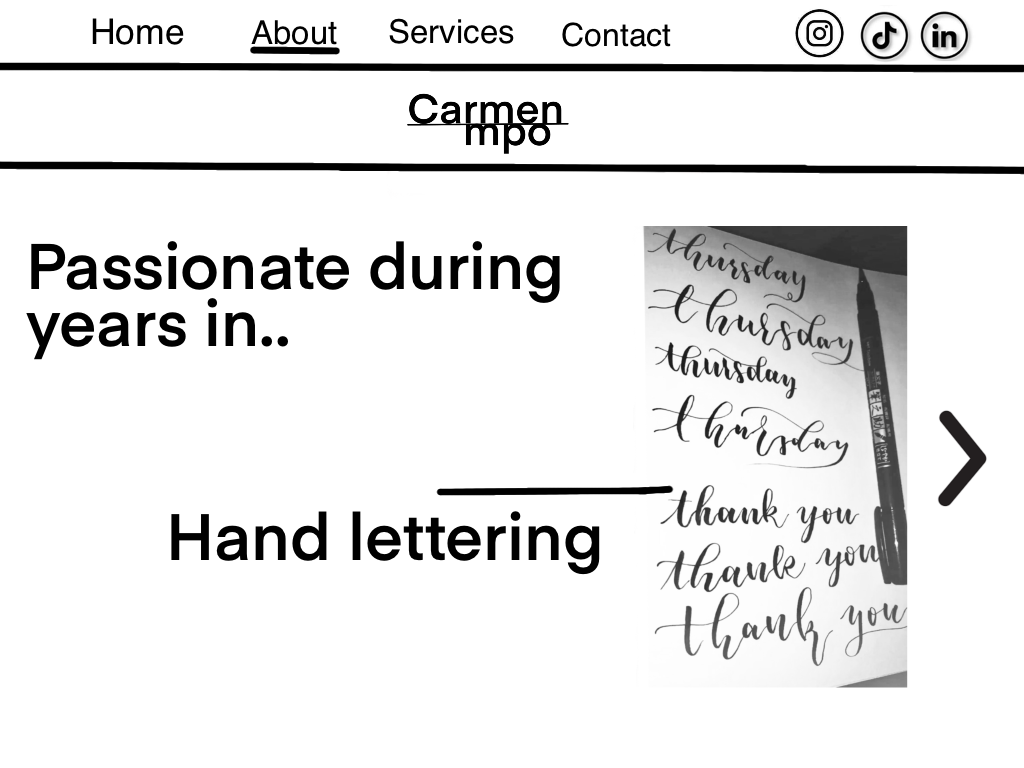 Home About Services Contact
in
Carmen
mpo
Passionate during
years in..
Hand lettering
thursday
thursday
thursday
thursday
thank you
thank you
thank you